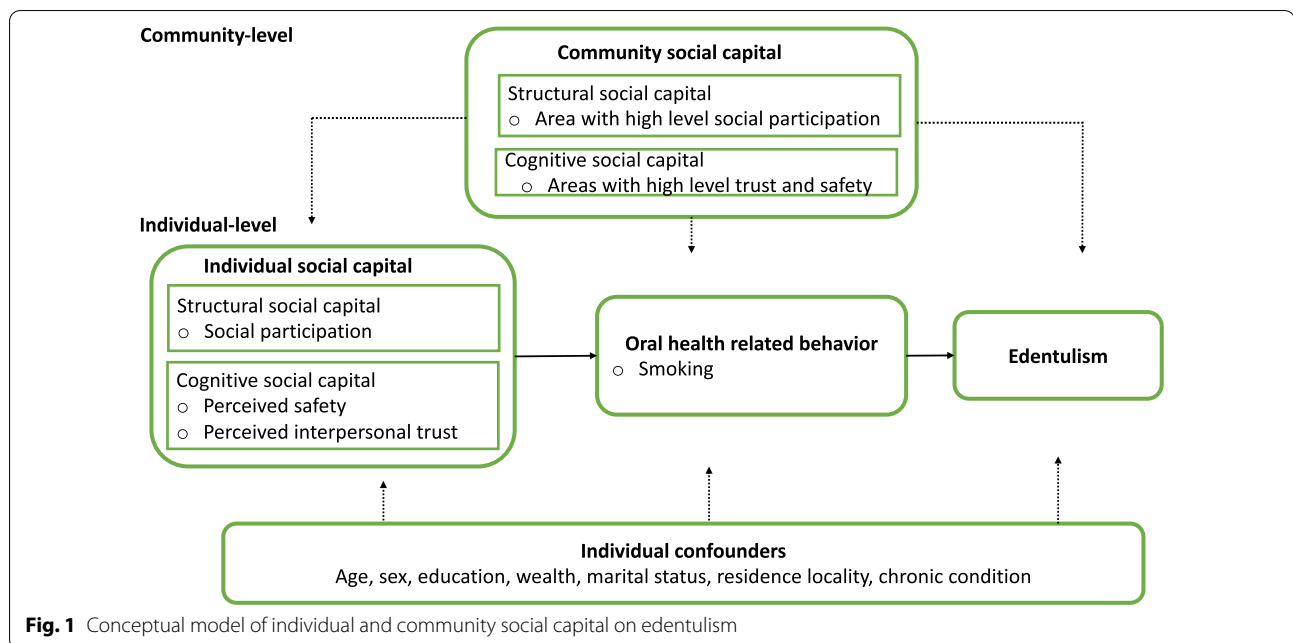 Community-level
Community social capital
Structural social capital
○ Area with high level social participation
Cognitive social capital
○ Areas with high level trust and safety
Individual-level
Individual social capital
Structural social capital
○ Social participation
Cognitive social capital
○ Perceived safety
○ Perceived interpersonal trust
Oral health related behavior
○ Smoking
Edentulism
Individual confounders
Age, sex, education, wealth, marital status, residence locality, chronic condition
Fig. 1 Conceptual model of individual and community social capital on edentulism